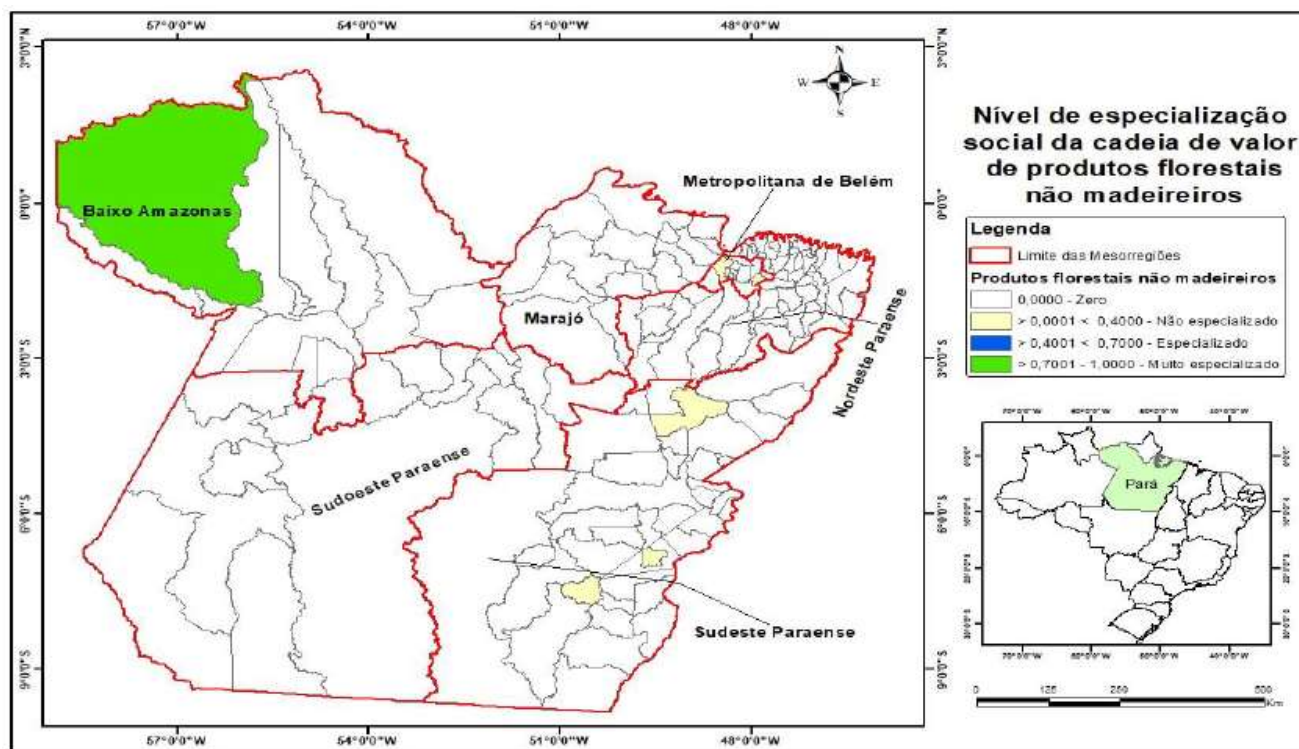 57°0'0"W 54°0'0"W 51°0'0"W 48°0'0"W
3°0'0"N
0°0'0"
3°0'0"S
6°0'0"S
9°0'0"S
N
W E
S
Metropolitana de Belém
Baixo Amazonas
Marajó
Nordeste Paraense
Sudoeste Paraense
Sudeste Paraense
57°0'0"W 54°0'0"W 51°0'0"W 48°0'0"W
3°0'0"N
0°0'0"
3°0'0"S
6°0'0"S
9°0'0"S
Nível de especialização
social da cadeia de valor
de produtos florestais
não madeireiros
Legenda
Limite das Mesorregiões
Produtos florestais não madeireiros
0,0000 - Zero
> 0,0001 < 0,4000 - Não especializado
> 0,4001 < 0,7000 - Especializado
> 0,7001 - 1,0000 - Muito especializado
Pará
0 125 250 500
Km